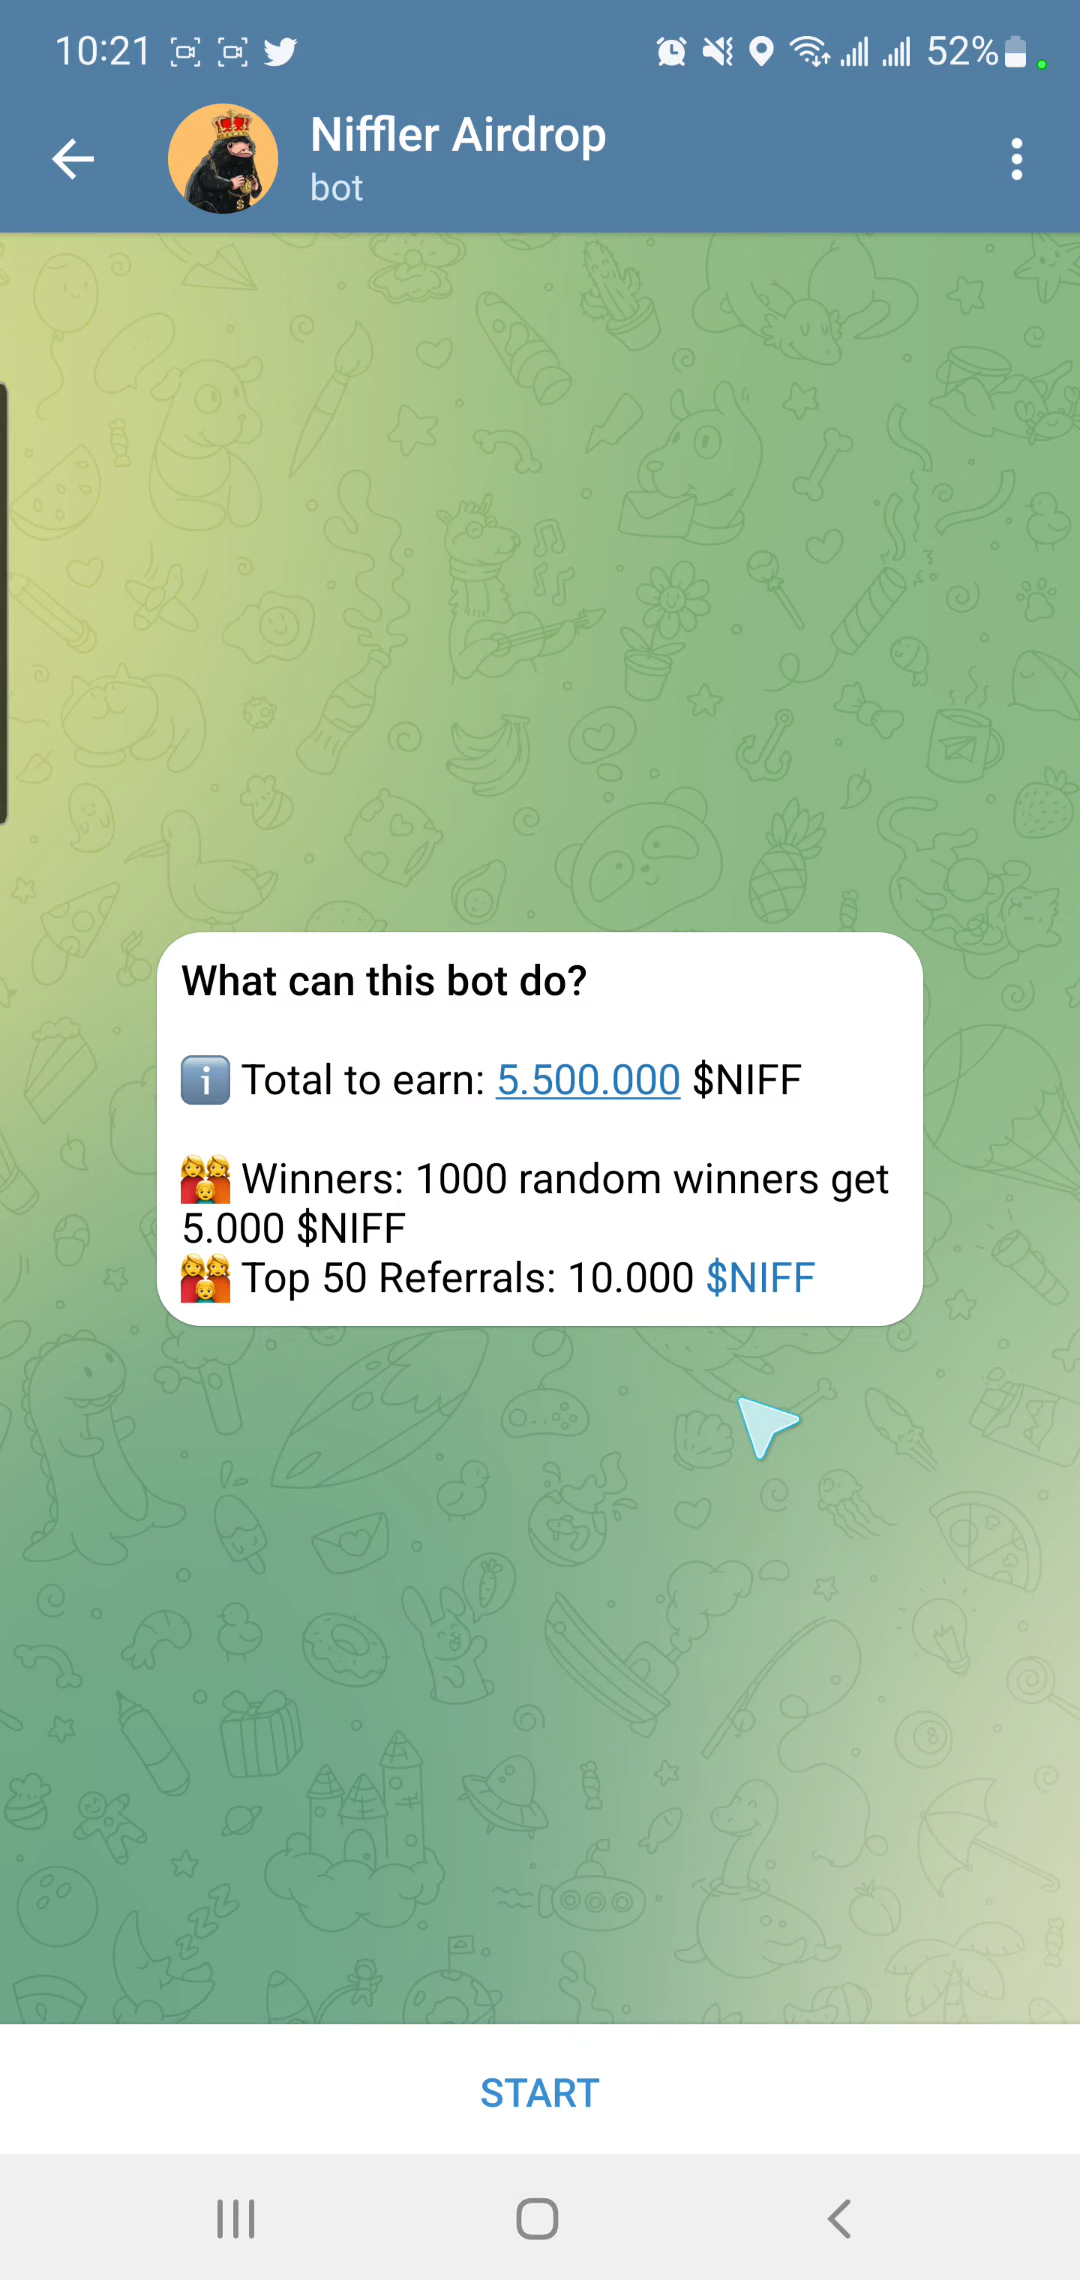 10:21
52%
Niffler Airdrop
bot
What can this bot do?
ℹ️ Total to earn: 5.500.000 $NIFF
👩‍👩‍👦 Winners: 1000 random winners get
5.000 $NIFF
👩‍👩‍👦 Top 50 Referrals: 10.000 $NIFF
START